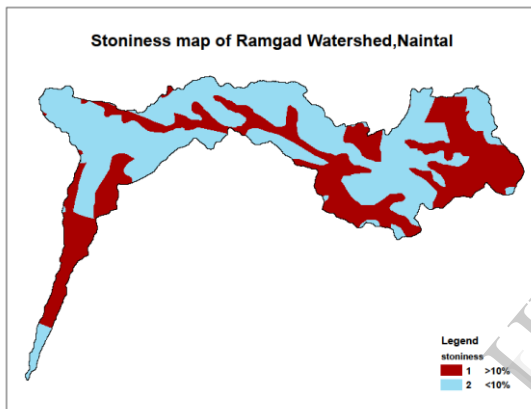 Stoniness map of Ramgad Watershed,Naintal
Legend
stoniness
1 >10%
2 <10%